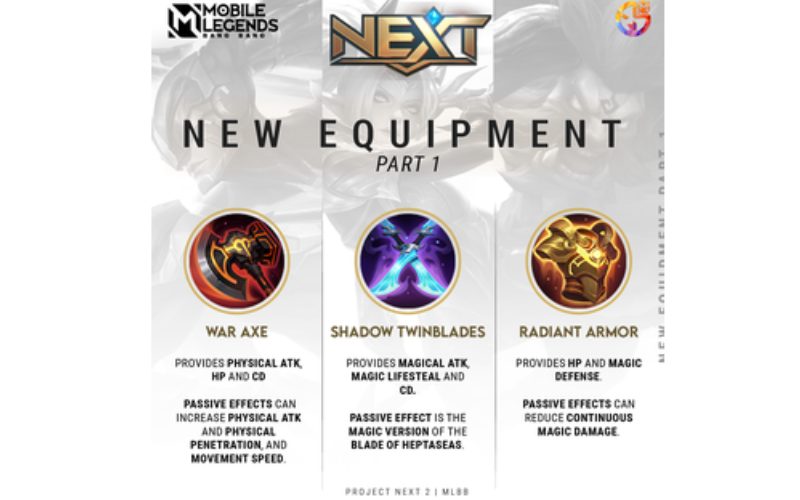 MOBILE
LEGENDS
BANG BANG
NEXT
NEW EQUIPMENT
PART 1
WAR AXE
PROVIDES PHYSICAL ATK,
HP AND CD
PASSIVE EFFECTS CAN
INCREASE PHYSICAL ATK
AND PHYSICAL
PENETRATION, AND
MOVEMENT SPEED.
SHADOW TWINBLADES
PROVIDES MAGICAL ATK,
MAGIC LIFESTEAL AND
CD.
PASSIVE EFFECT IS THE
MAGIC VERSION OF THE
BLADE OF HEPTASEAS.
RADIANT ARMOR
PROVIDES HP AND MAGIC
DEFENSE.
PASSIVE EFFECTS CAN
REDUCE CONTINUOUS
MAGIC DAMAGE.
NEW EQUIPMENT PART 1
PROJECT NEXT 2 | MLBB